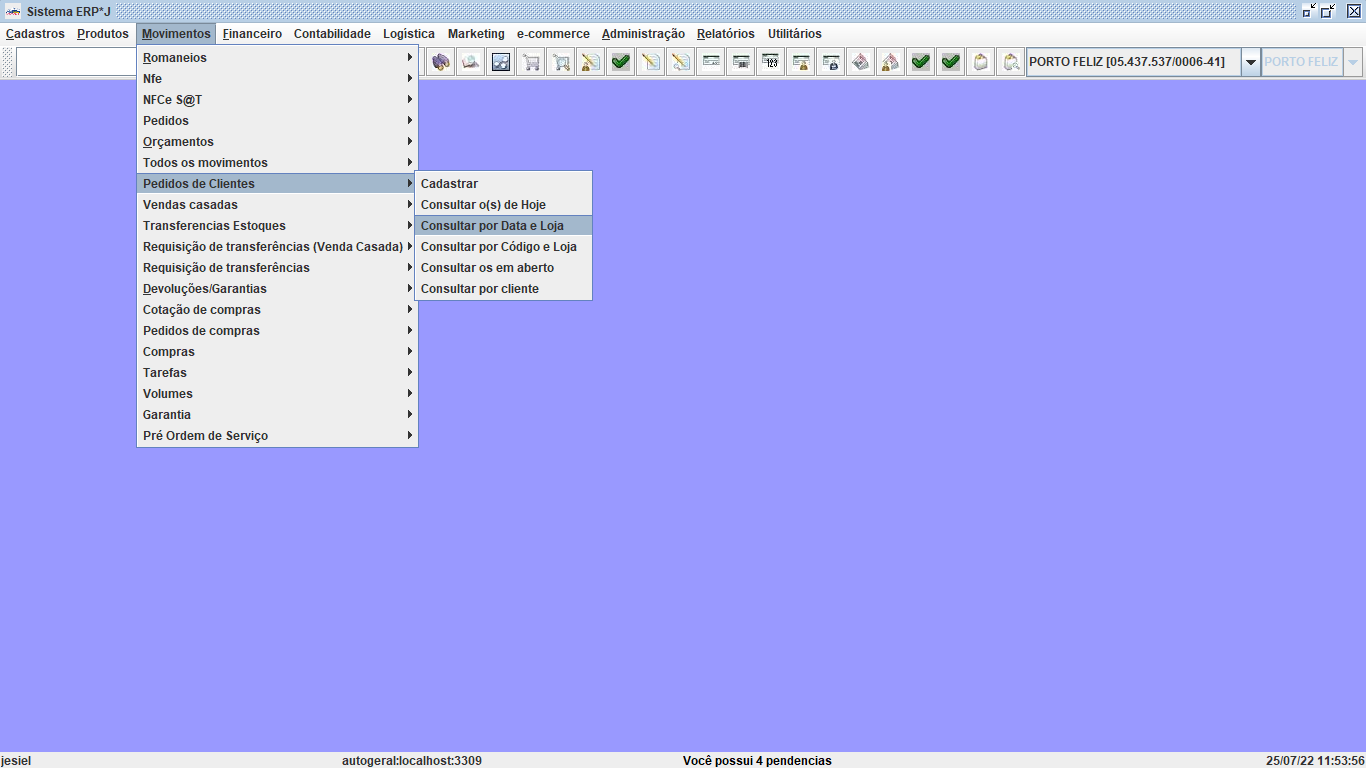 Sistema ERP*J
Cadastros Produtos Movimentos Financeiro Contabilidade Logística Marketing e-commerce Administração Relatórios Utilitários
123 PORTO FELIZ [05.437.537/0006-41] PORTO FELIZ
Romaneios
Nfe
NFCe S@T
Pedidos
Orçamentos
Todos os movimentos
Pedidos de Clientes
Vendas casadas
Transferencias Estoques
Requisição de transferências (Venda Casada)
Requisição de transferências
Devoluções/Garantias
Cotação de compras
Pedidos de compras
Compras
Tarefas
Volumes
Garantia
Pré Ordem de Serviço
Cadastrar
Consultar o(s) de Hoje
Consultar por Data e Loja
Consultar por Código e Loja
Consultar os em aberto
Consultar por cliente
jesiel autogeral:localhost:3309 Você possui 4 pendencias 25/07/22 11:53:56